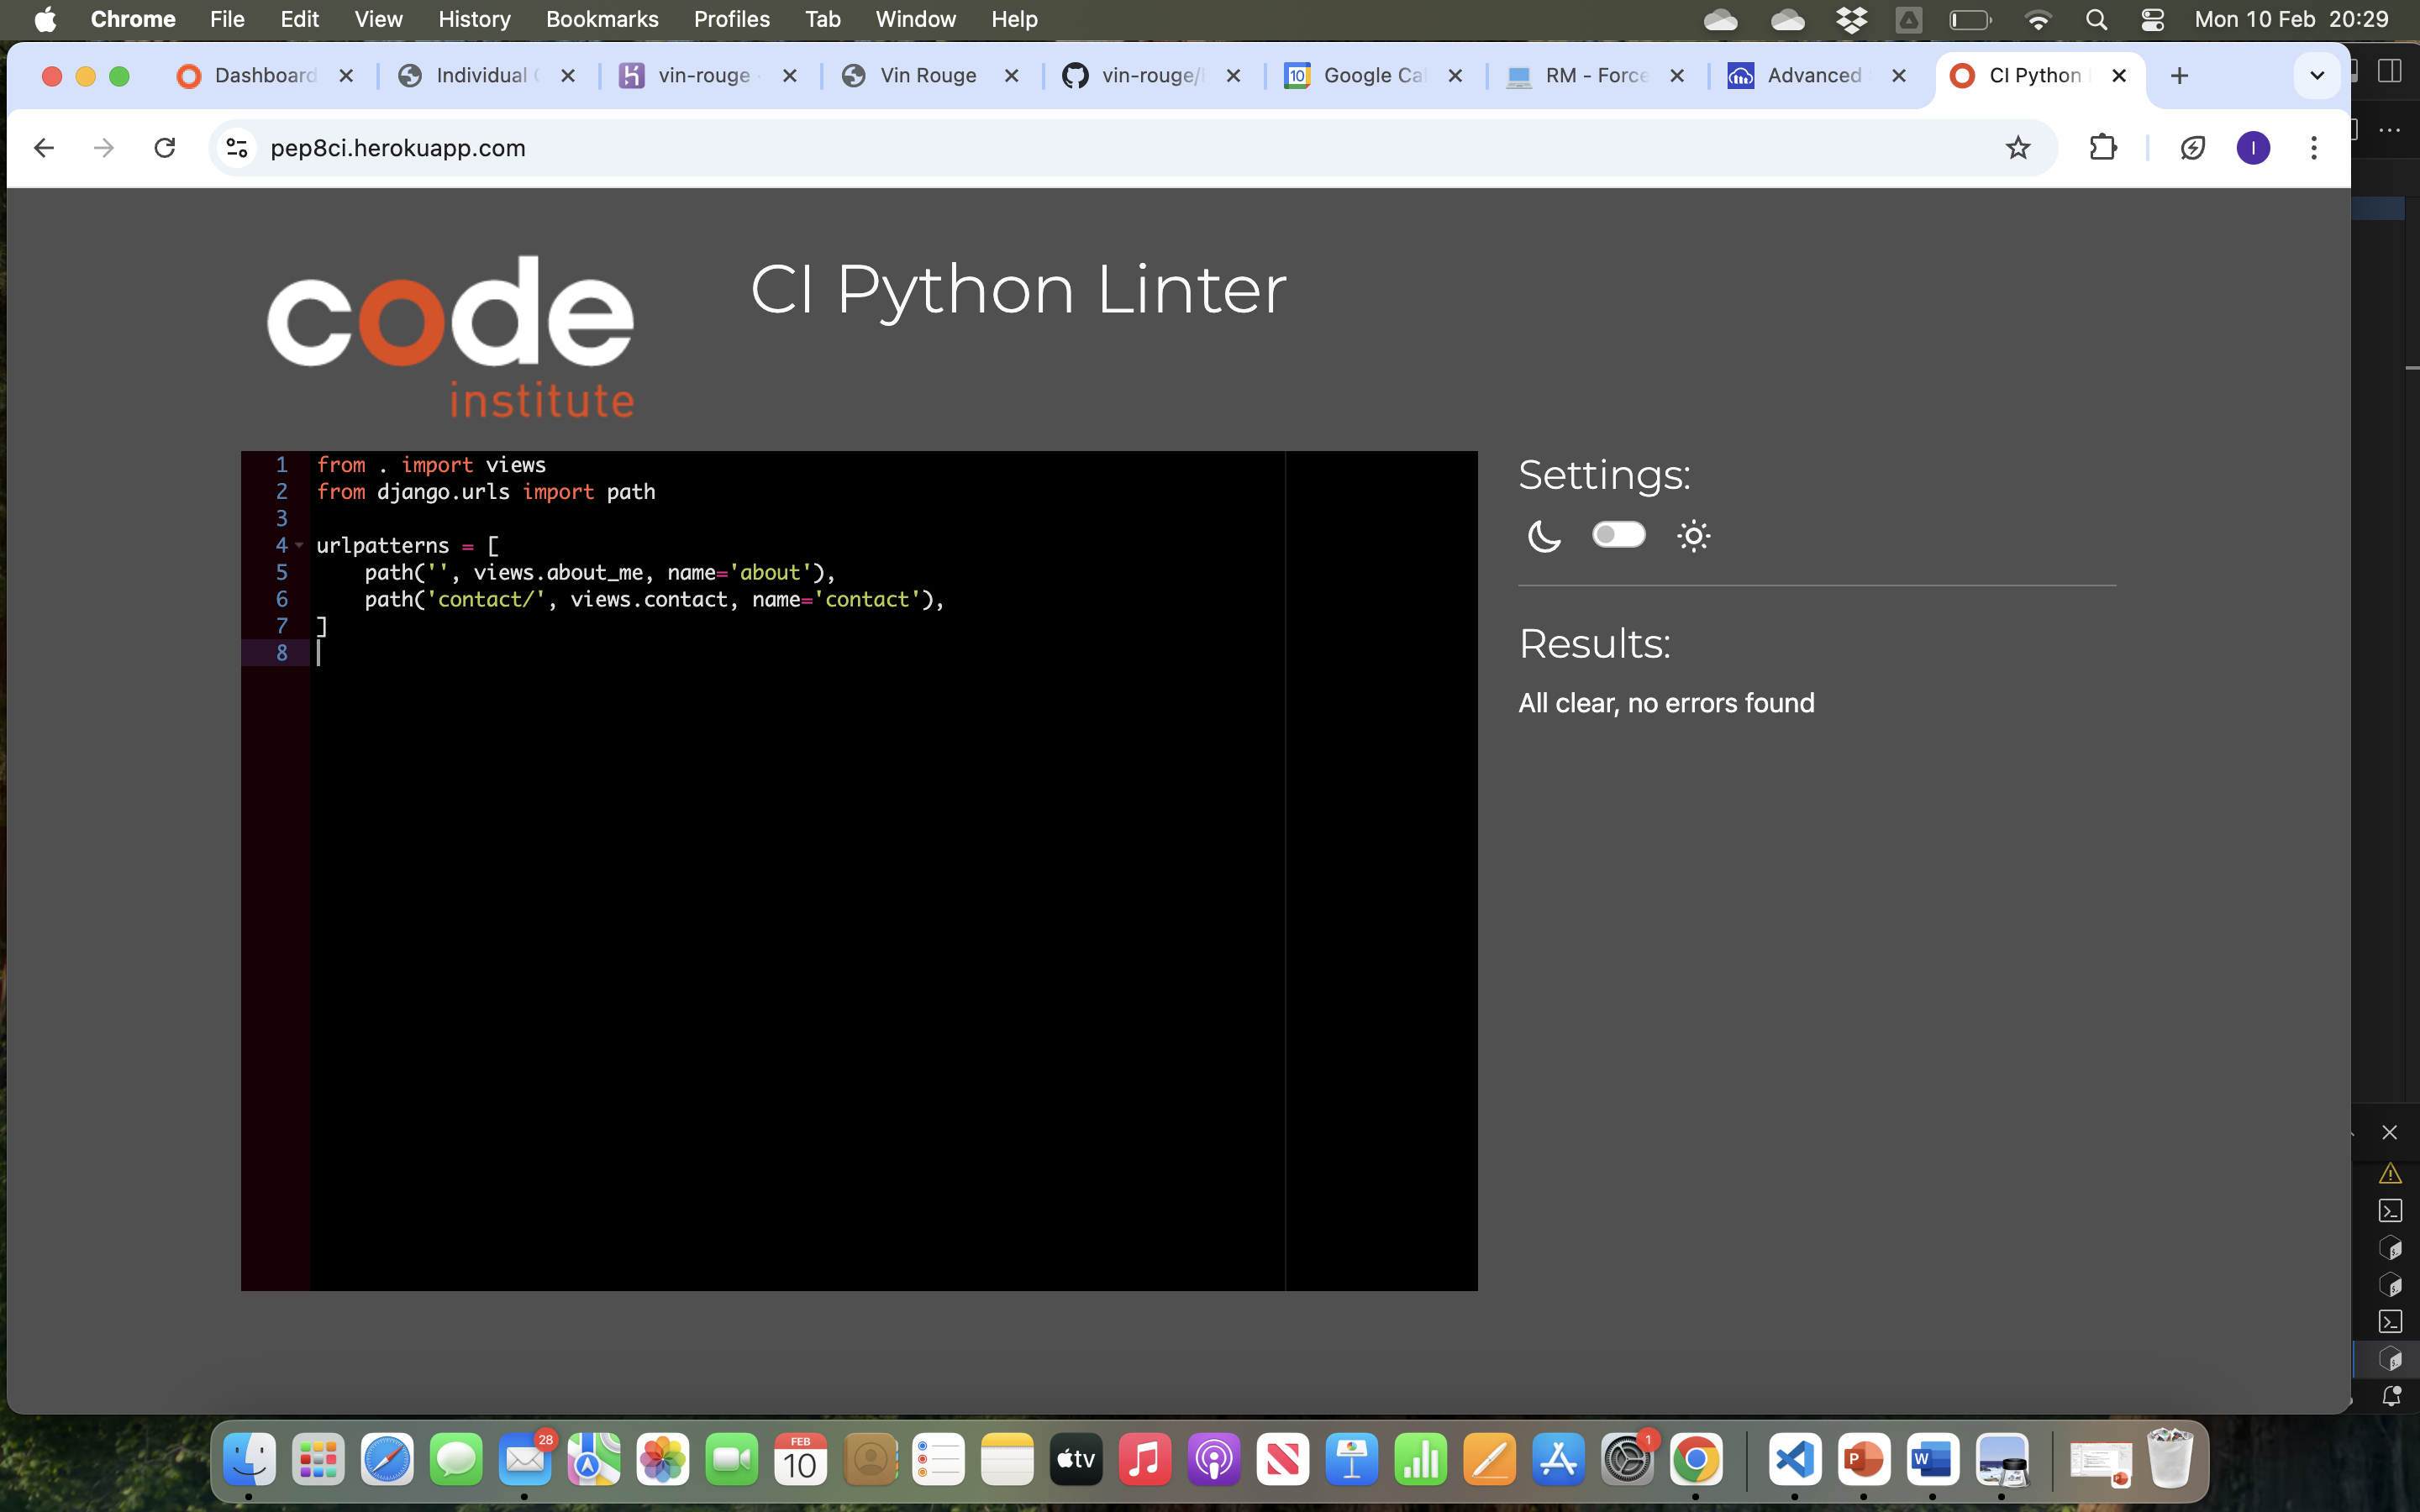 Chrome File Edit View History Bookmarks Profiles Tab Window Help Mon 10 Feb 20:29
Dashboard Individual vin-rouge - Vin Rouge vin-rouge/ Google Cal RM - Force Advanced CI Python
pep8ci.herokuapp.com I
code
institute
CI Python Linter
1 from . import views
2 from django.urls import path
3
4 urlpatterns = [
5     path('', views.about_me, name='about'),
6     path('contact/', views.contact, name='contact'),
7 ]
8
Settings:
Results:
All clear, no errors found
28
FEB
10
tv
1
P
W